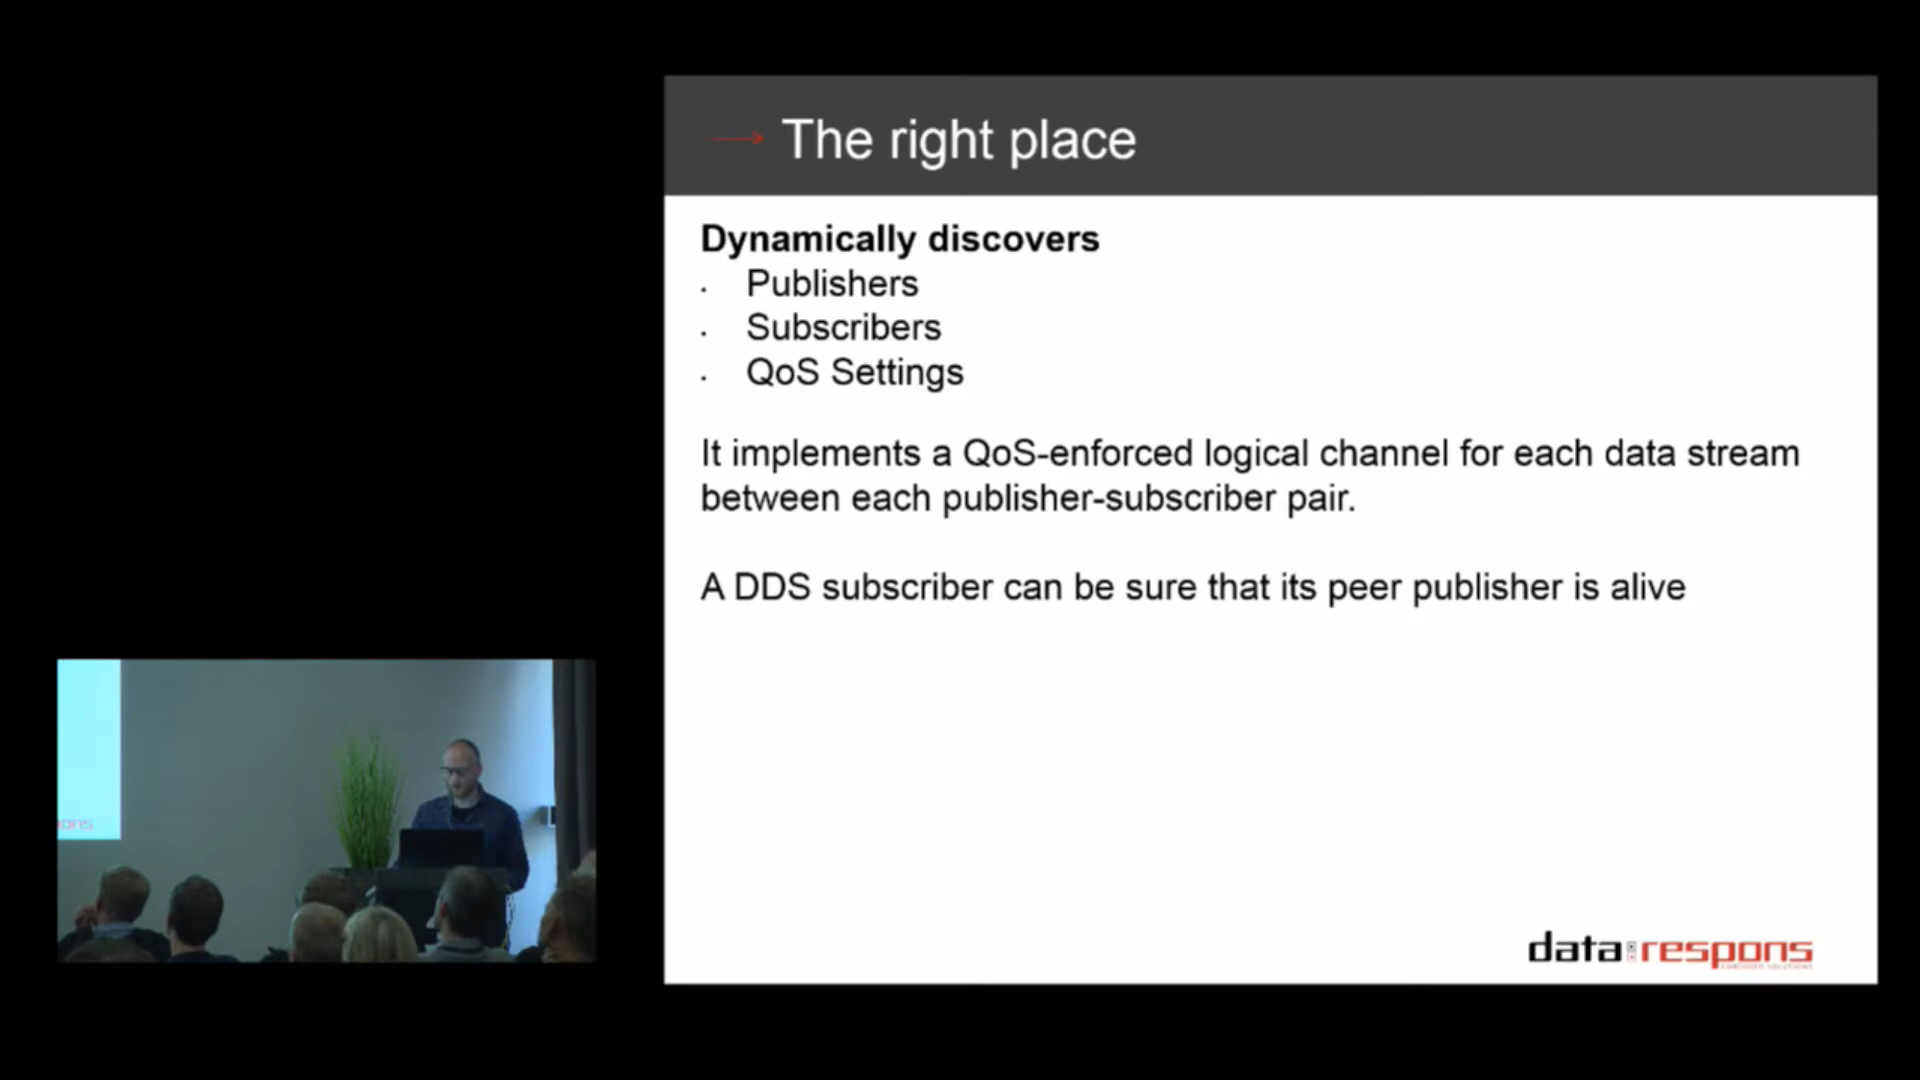 The right place
Dynamically discovers
· Publishers
· Subscribers
· QoS Settings
It implements a QoS-enforced logical channel for each data stream
between each publisher-subscriber pair.
A DDS subscriber can be sure that its peer publisher is alive
data respons